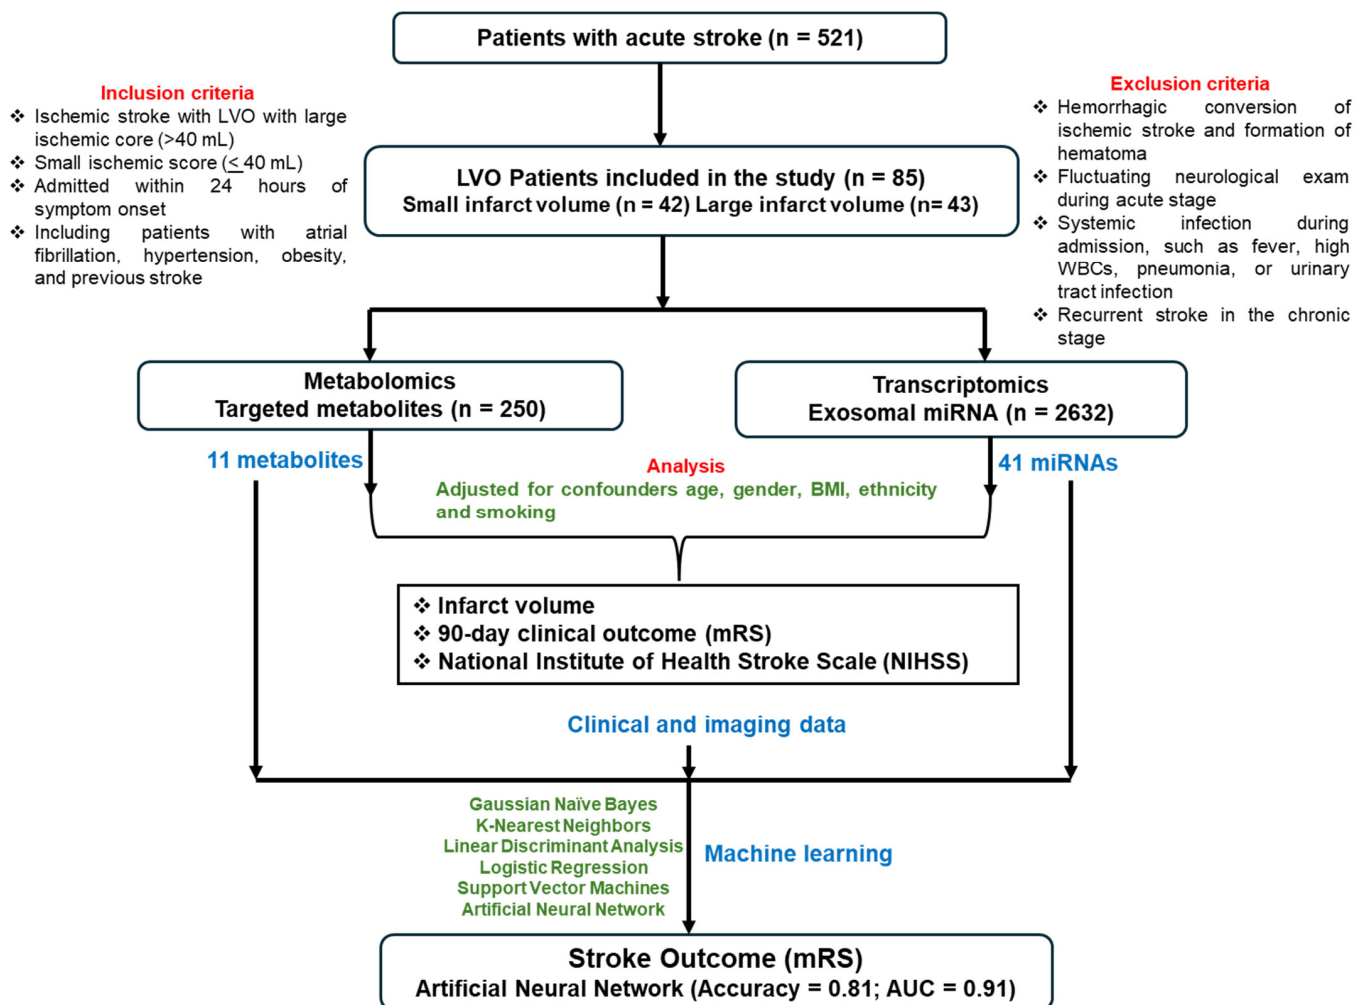 Patients with acute stroke (n = 521)
Inclusion criteria
❖ Ischemic stroke with LVO with large
ischemic core (>40 mL)
❖ Small ischemic score (< 40 mL)
❖ Admitted within 24 hours of
symptom onset
❖ Including patients with atrial
fibrillation, hypertension, obesity,
and previous stroke
Exclusion criteria
❖ Hemorrhagic conversion of
ischemic stroke and formation of
hematoma
❖ Fluctuating neurological exam
during acute stage
❖ Systemic infection during
admission, such as fever, high
WBCs, pneumonia, or urinary
tract infection
❖ Recurrent stroke in the chronic
stage
LVO Patients included in the study (n = 85)
Small infarct volume (n = 42) Large infarct volume (n= 43)
Metabolomics
Targeted metabolites (n = 250)
Transcriptomics
Exosomal miRNA (n = 2632)
11 metabolites
Analysis
41 miRNAs
Adjusted for confounders age, gender, BMI, ethnicity
and smoking
❖ Infarct volume
❖ 90-day clinical outcome (mRS)
❖ National Institute of Health Stroke Scale (NIHSS)
Clinical and imaging data
Gaussian Naïve Bayes
K-Nearest Neighbors
Linear Discriminant Analysis
Logistic Regression
Support Vector Machines
Artificial Neural Network
Machine learning
Stroke Outcome (mRS)
Artificial Neural Network (Accuracy = 0.81; AUC = 0.91)